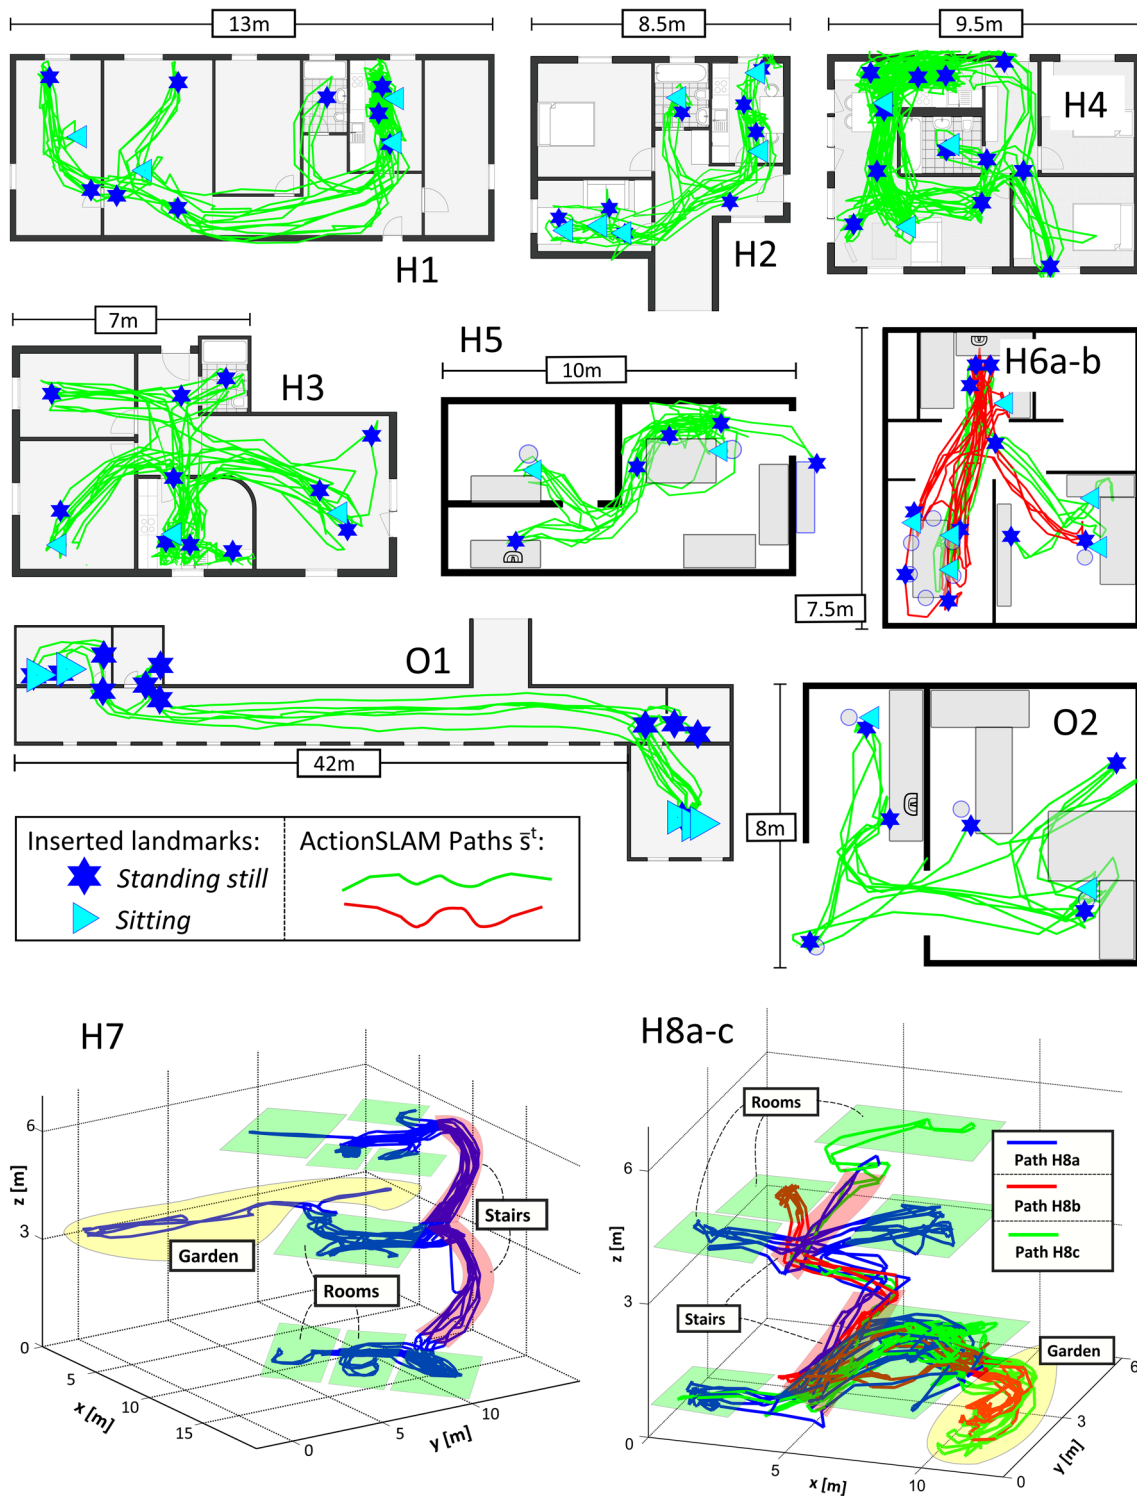 13m
8.5m
9.5m
H1
H2
H4
7m
H3
H5
10m
H6a-b
7.5m
O1
42m
O2
8m
Inserted landmarks:
Standing still
Sitting
ActionSLAM Paths s̄ᵗ:
H7
6
3
0
z [m]
5
10
15
x [m]
0
5
10
y [m]
Garden
Rooms
Stairs
H8a-c
Rooms
Path H8a
Path H8b
Path H8c
6
3
0
z [m]
Stairs
Garden
5
10
x [m]
0
3
6
y [m]